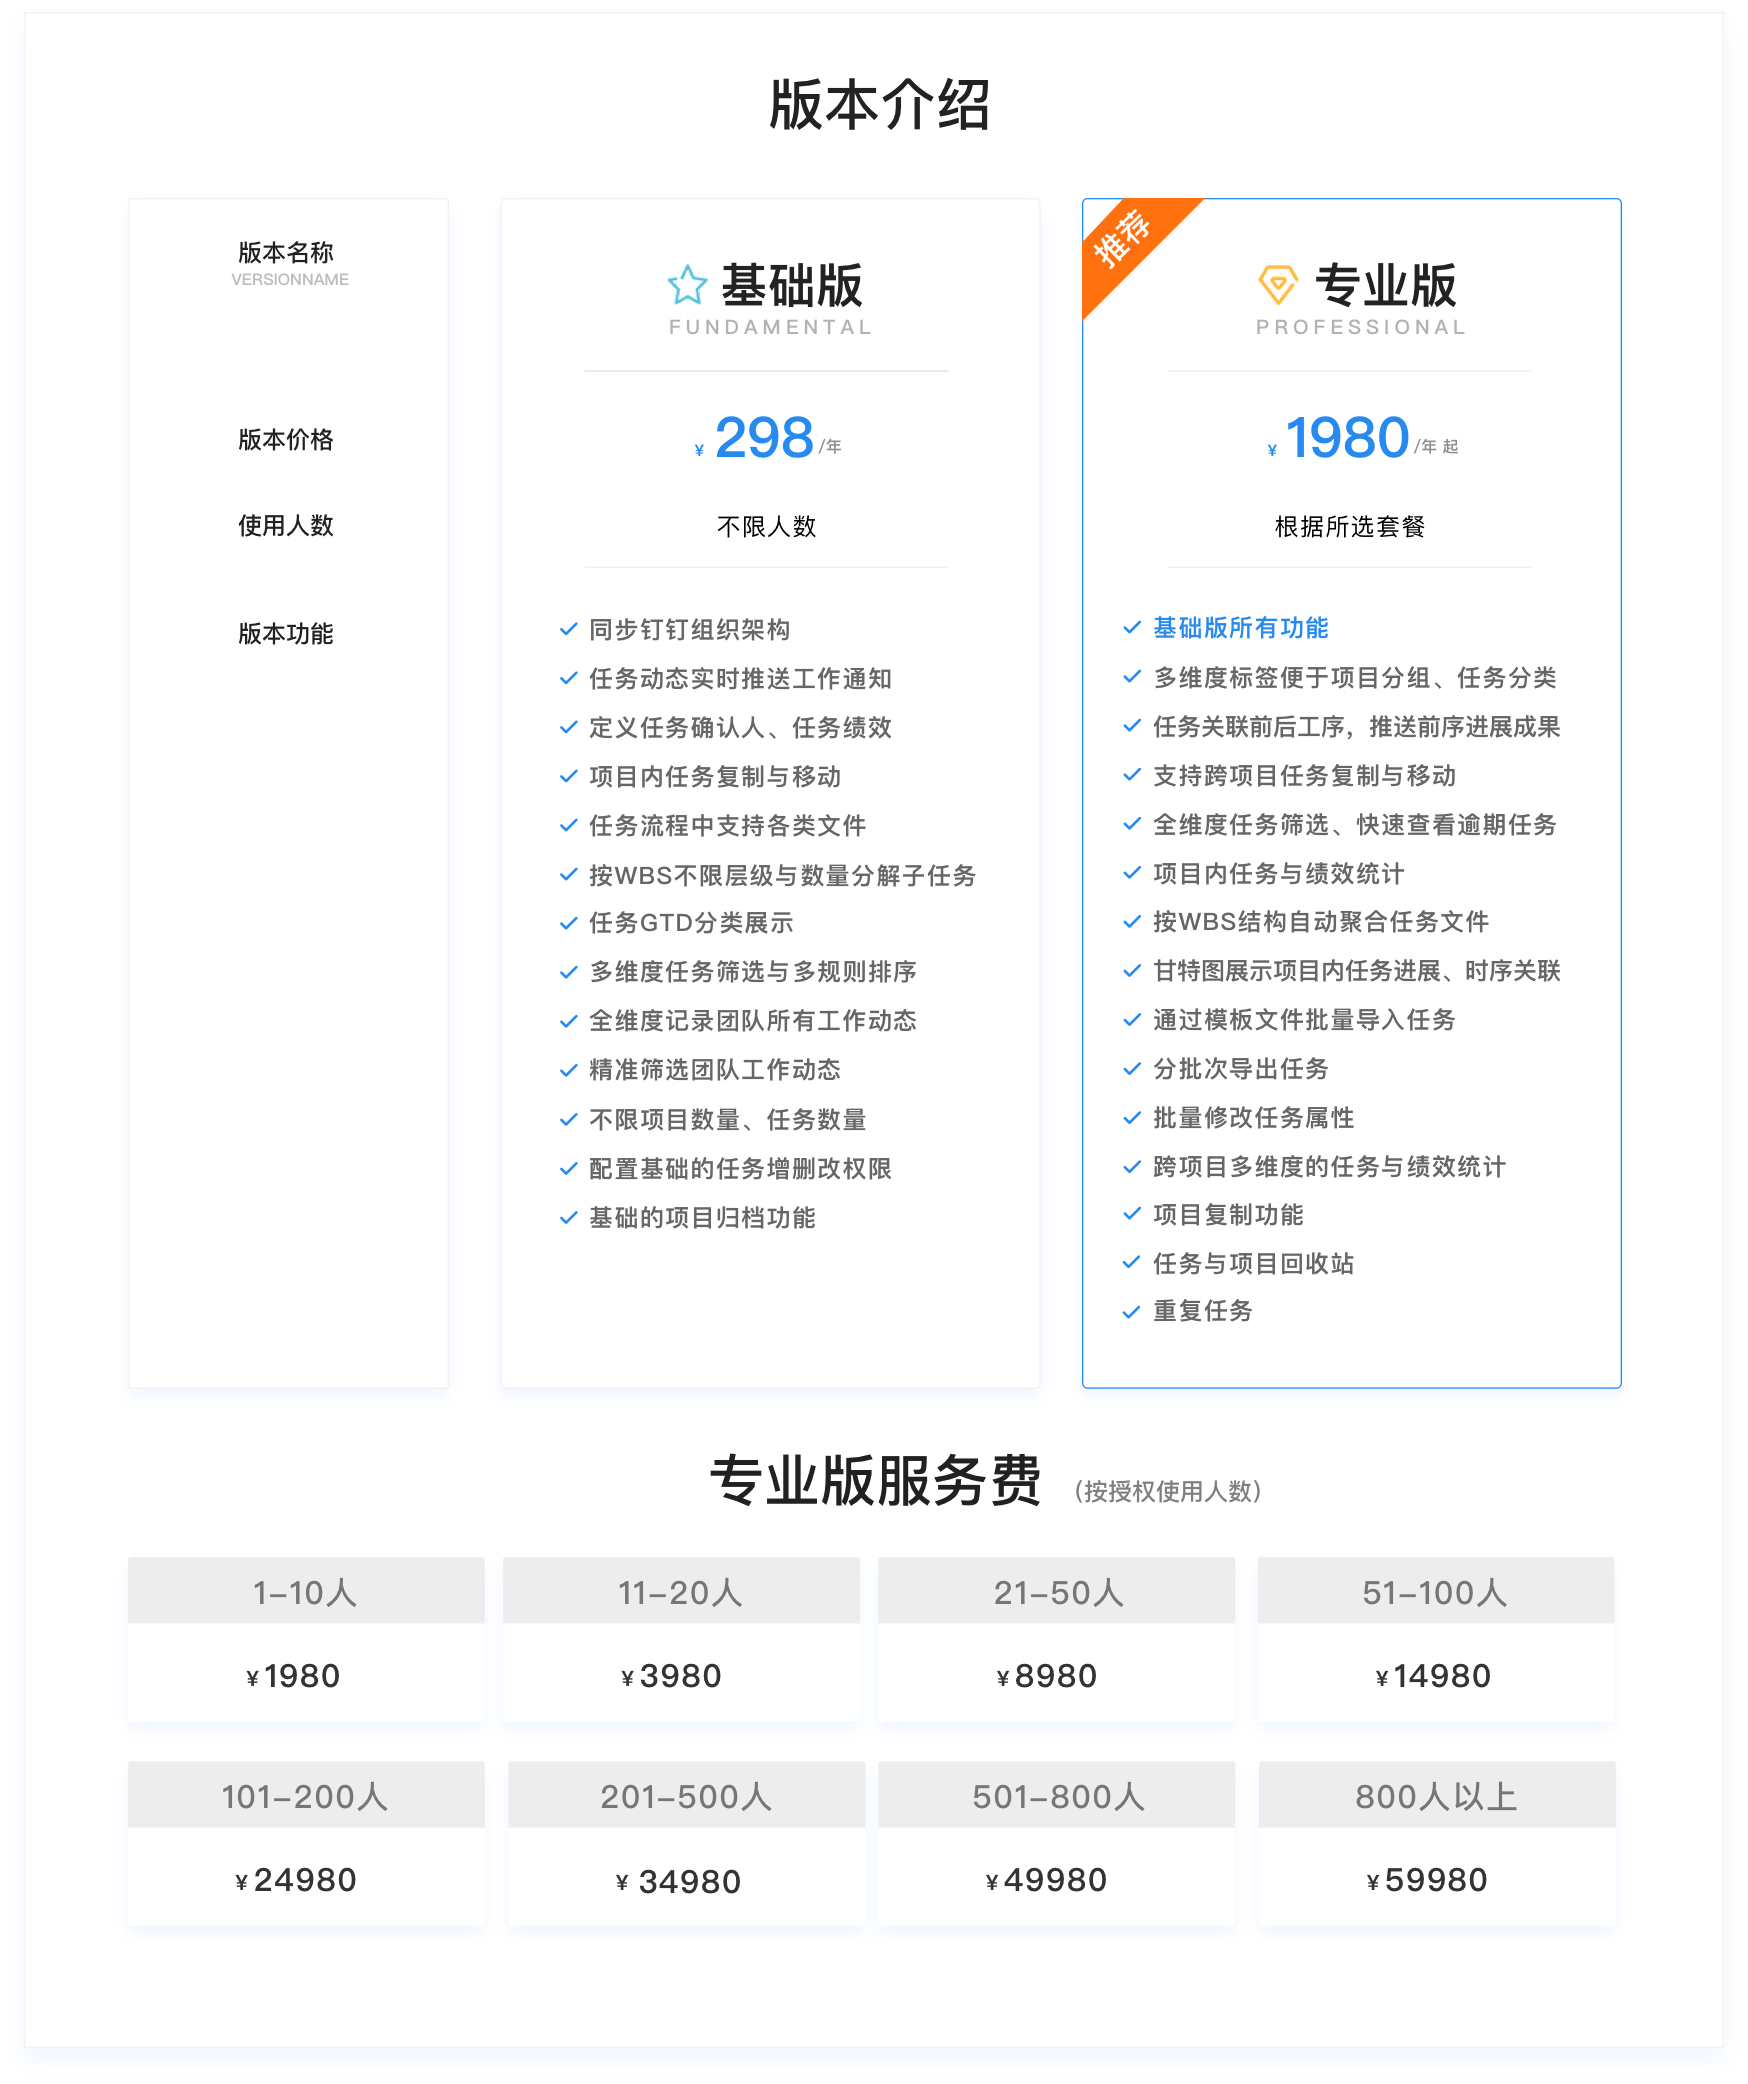 版本介绍
版本名称
VERSIONNAME
版本价格
使用人数
版本功能
基础版
FUNDAMENTAL
¥ 298 /年
不限人数
同步钉钉组织架构
任务动态实时推送工作通知
定义任务确认人、任务绩效
项目内任务复制与移动
任务流程中支持各类文件
按WBS不限层级与数量分解子任务
任务GTD分类展示
多维度任务筛选与多规则排序
全维度记录团队所有工作动态
精准筛选团队工作动态
不限项目数量、任务数量
配置基础的任务增删改权限
基础的项目归档功能
推荐
专业版
PROFESSIONAL
¥ 1980 /年 起
根据所选套餐
基础版所有功能
多维度标签便于项目分组、任务分类
任务关联前后工序，推送前序进展成果
支持跨项目任务复制与移动
全维度任务筛选、快速查看逾期任务
项目内任务与绩效统计
按WBS结构自动聚合任务文件
甘特图展示项目内任务进展、时序关联
通过模板文件批量导入任务
分批次导出任务
批量修改任务属性
跨项目多维度的任务与绩效统计
项目复制功能
任务与项目回收站
重复任务
专业版服务费 （按授权使用人数）
1-10人
¥1980
11-20人
¥3980
21-50人
¥8980
51-100人
¥14980
101-200人
¥24980
201-500人
¥ 34980
501-800人
¥49980
800人以上
¥59980